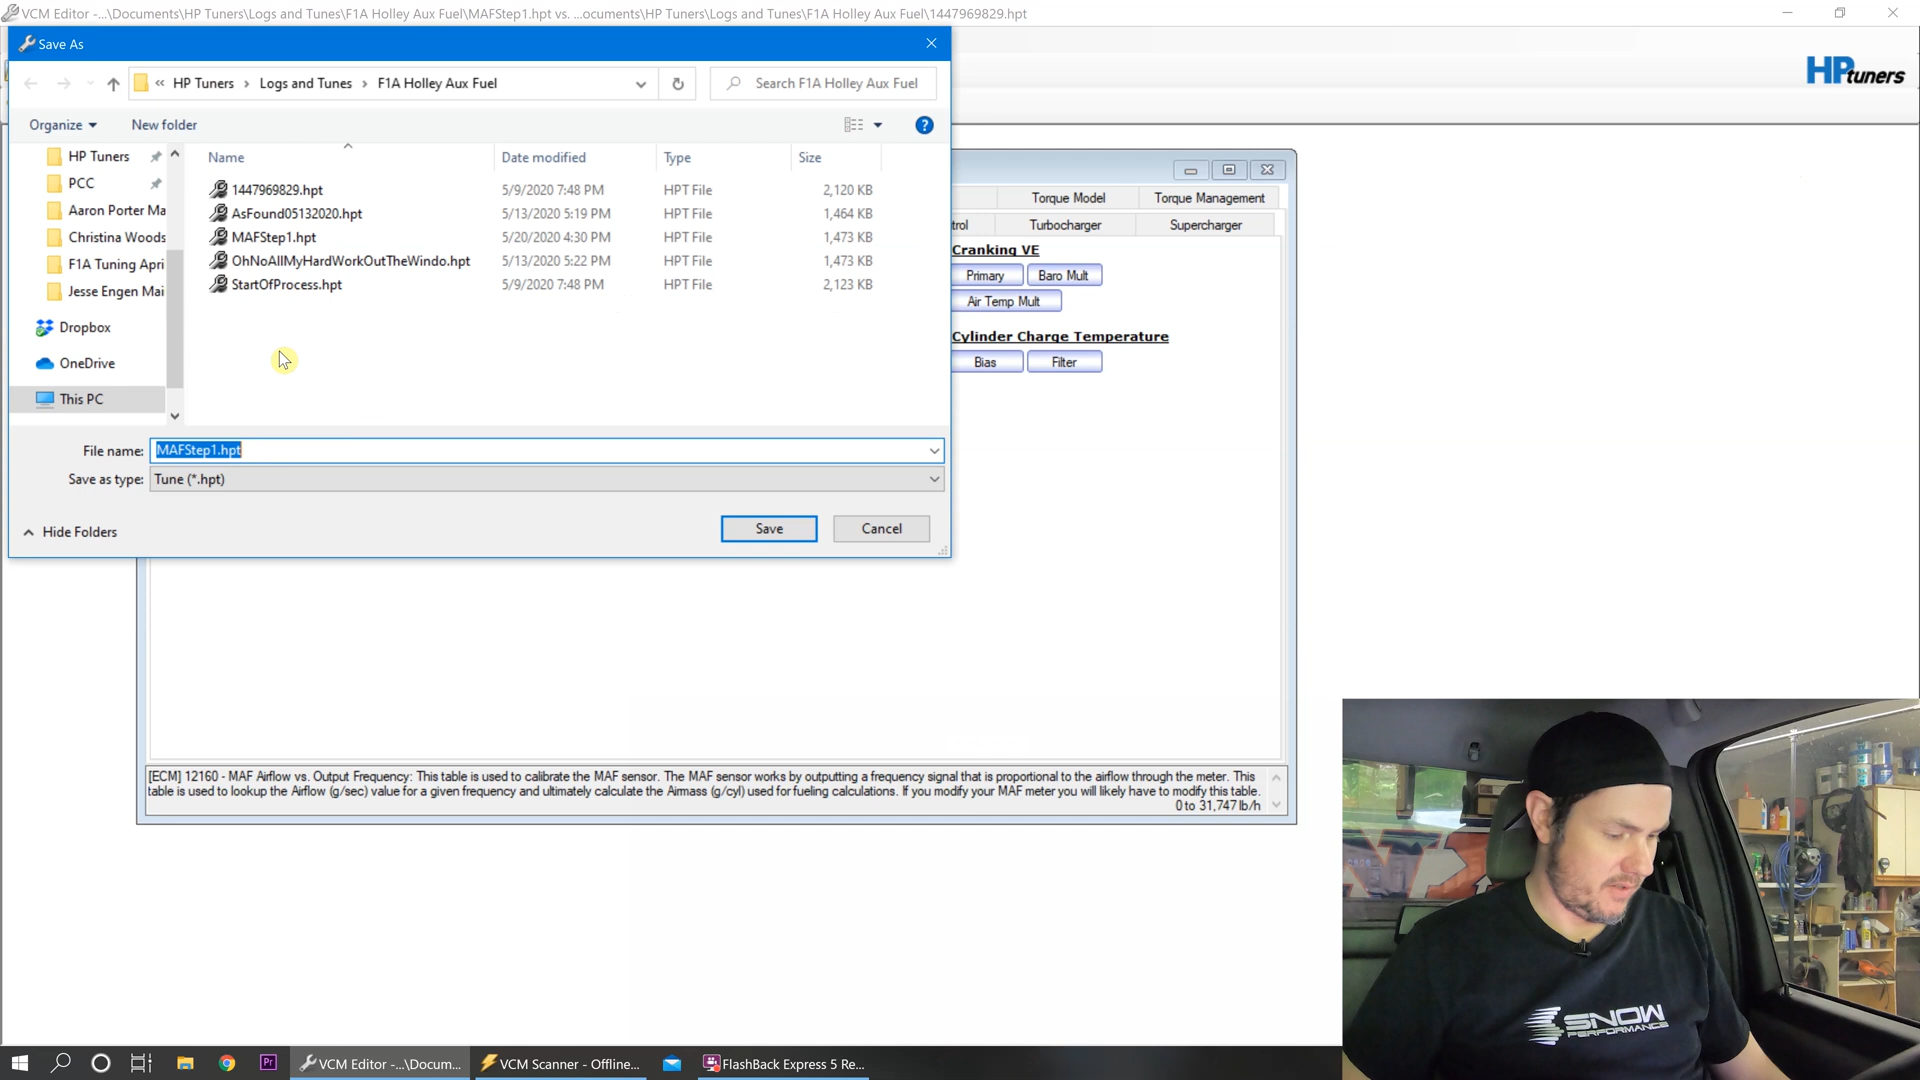 VCM Editor -...\Documents\HP Tuners\Logs and Tunes\F1A Holley Aux Fuel\MAFStep1.hpt vs. ...ocuments\HP Tuners\Logs and Tunes\F1A Holley Aux Fuel\1447969829.hpt
Save As
HP Tuners
« HP Tuners › Logs and Tunes › F1A Holley Aux Fuel
Search F1A Holley Aux Fuel
Organize
New folder
?
Name Date modified Type Size
HP Tuners
PCC
Aaron Porter Ma
Christina Woods
F1A Tuning Apri
Jesse Engen Mai
Dropbox
OneDrive
This PC
1447969829.hpt 5/9/2020 7:48 PM HPT File 2,120 KB
AsFound05132020.hpt 5/13/2020 5:19 PM HPT File 1,464 KB
MAFStep1.hpt 5/20/2020 4:30 PM HPT File 1,473 KB
OhNoAllMyHardWorkOutTheWindo.hpt 5/13/2020 5:22 PM HPT File 1,473 KB
StartOfProcess.hpt 5/9/2020 7:48 PM HPT File 2,123 KB
File name: MAFStep1.hpt
Save as type: Tune (*.hpt)
Hide Folders
Save
Cancel
Torque Model
Torque Management
trol
Turbocharger
Supercharger
Cranking VE
Primary
Baro Mult
Air Temp Mult
Cylinder Charge Temperature
Bias
Filter
[ECM] 12160 - MAF Airflow vs. Output Frequency: This table is used to calibrate the MAF sensor. The MAF sensor works by outputting a frequency signal that is proportional to the airflow through the meter. This
table is used to lookup the Airflow (g/sec) value for a given frequency and ultimately calculate the Airmass (g/cyl) used for fueling calculations. If you modify your MAF meter you will likely have to modify this table.
0 to 31,747 lb/h
SNOW
PERFORMANCE
Pr
VCM Editor -...\Docum...
VCM Scanner - Offline...
FlashBack Express 5 Re...